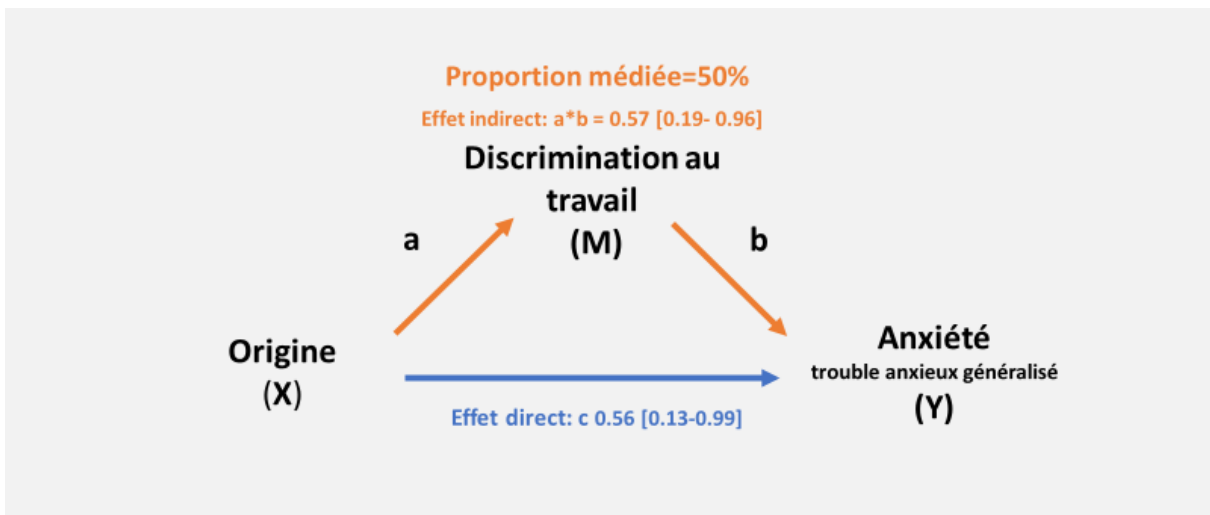 Proportion médiée=50%
Effet indirect: a*b = 0.57 [0.19- 0.96]
Discrimination au
travail
(M)
a
b
Origine
(X)
Anxiété
trouble anxieux généralisé
(Y)
Effet direct: c 0.56 [0.13-0.99]